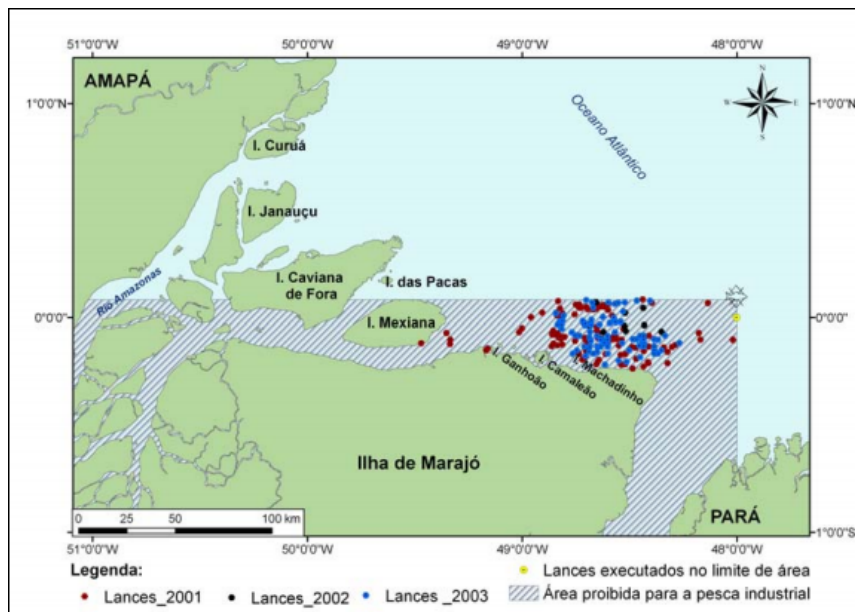 51°0'0"W 50°0'0"W 49°0'0"W 48°0'0"W
AMAPÁ
N
W E
S
1°0'0"N 1°0'0"N
Oceano Atlântico
I. Curuá
I. Janauçu
I. Caviana
de Fora
I. das Pacas
Rio Amazonas
0°0'0" 0°0'0"
I. Mexiana
I. Ganhoão
I. Camaleão
I. Machadinho
Ilha de Marajó
PARÁ
0 25 50 100 km
1°0'0"S
51°0'0"W 50°0'0"W 49°0'0"W 48°0'0"W
Legenda:
Lances executados no limite de área
Lances_2001 Lances_2002 Lances _2003 Área proibida para a pesca industrial